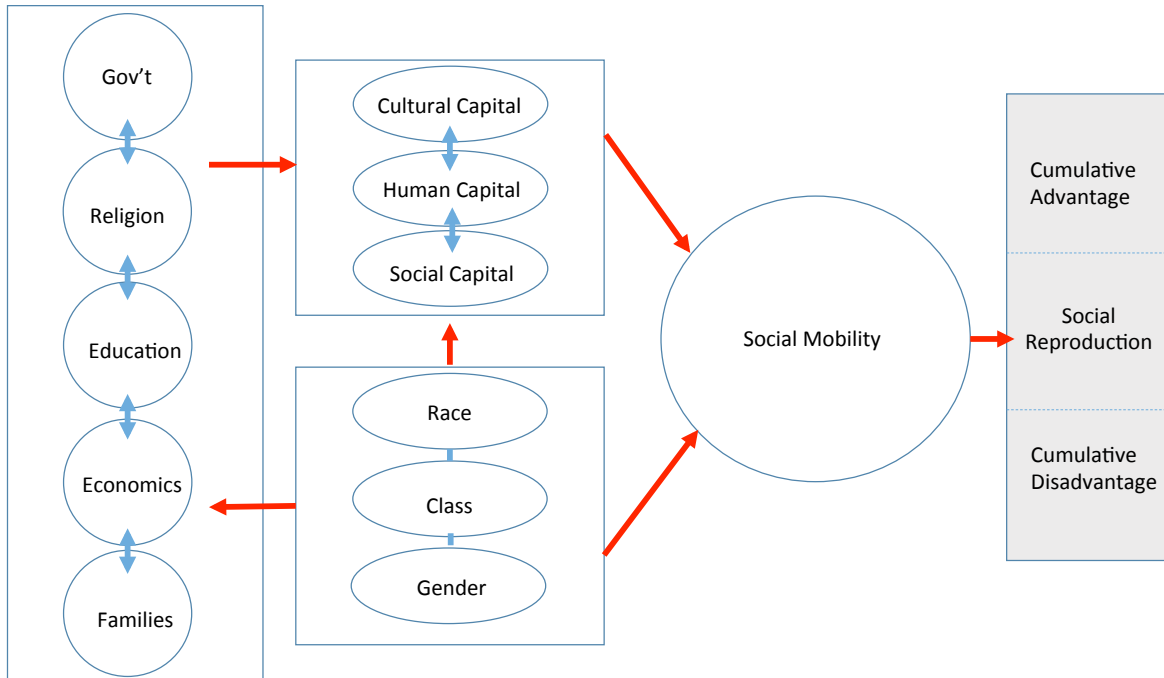 Gov’t
Religion
Education
Economics
Families
Cultural Capital
Human Capital
Social Capital
Race
Class
Gender
Social Mobility
Cumulative
Advantage
Social
Reproduction
Cumulative
Disadvantage